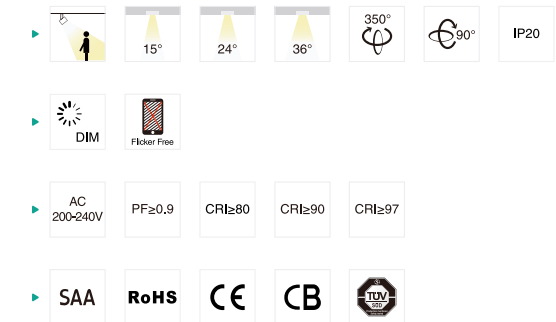 15°
24°
36°
350°
90°
IP20
DIM
Flicker Free
AC
200-240V
PF≥0.9
CRI≥80
CRI≥90
CRI≥97
SAA
RoHS
CE
CB
TÜV
SÜD